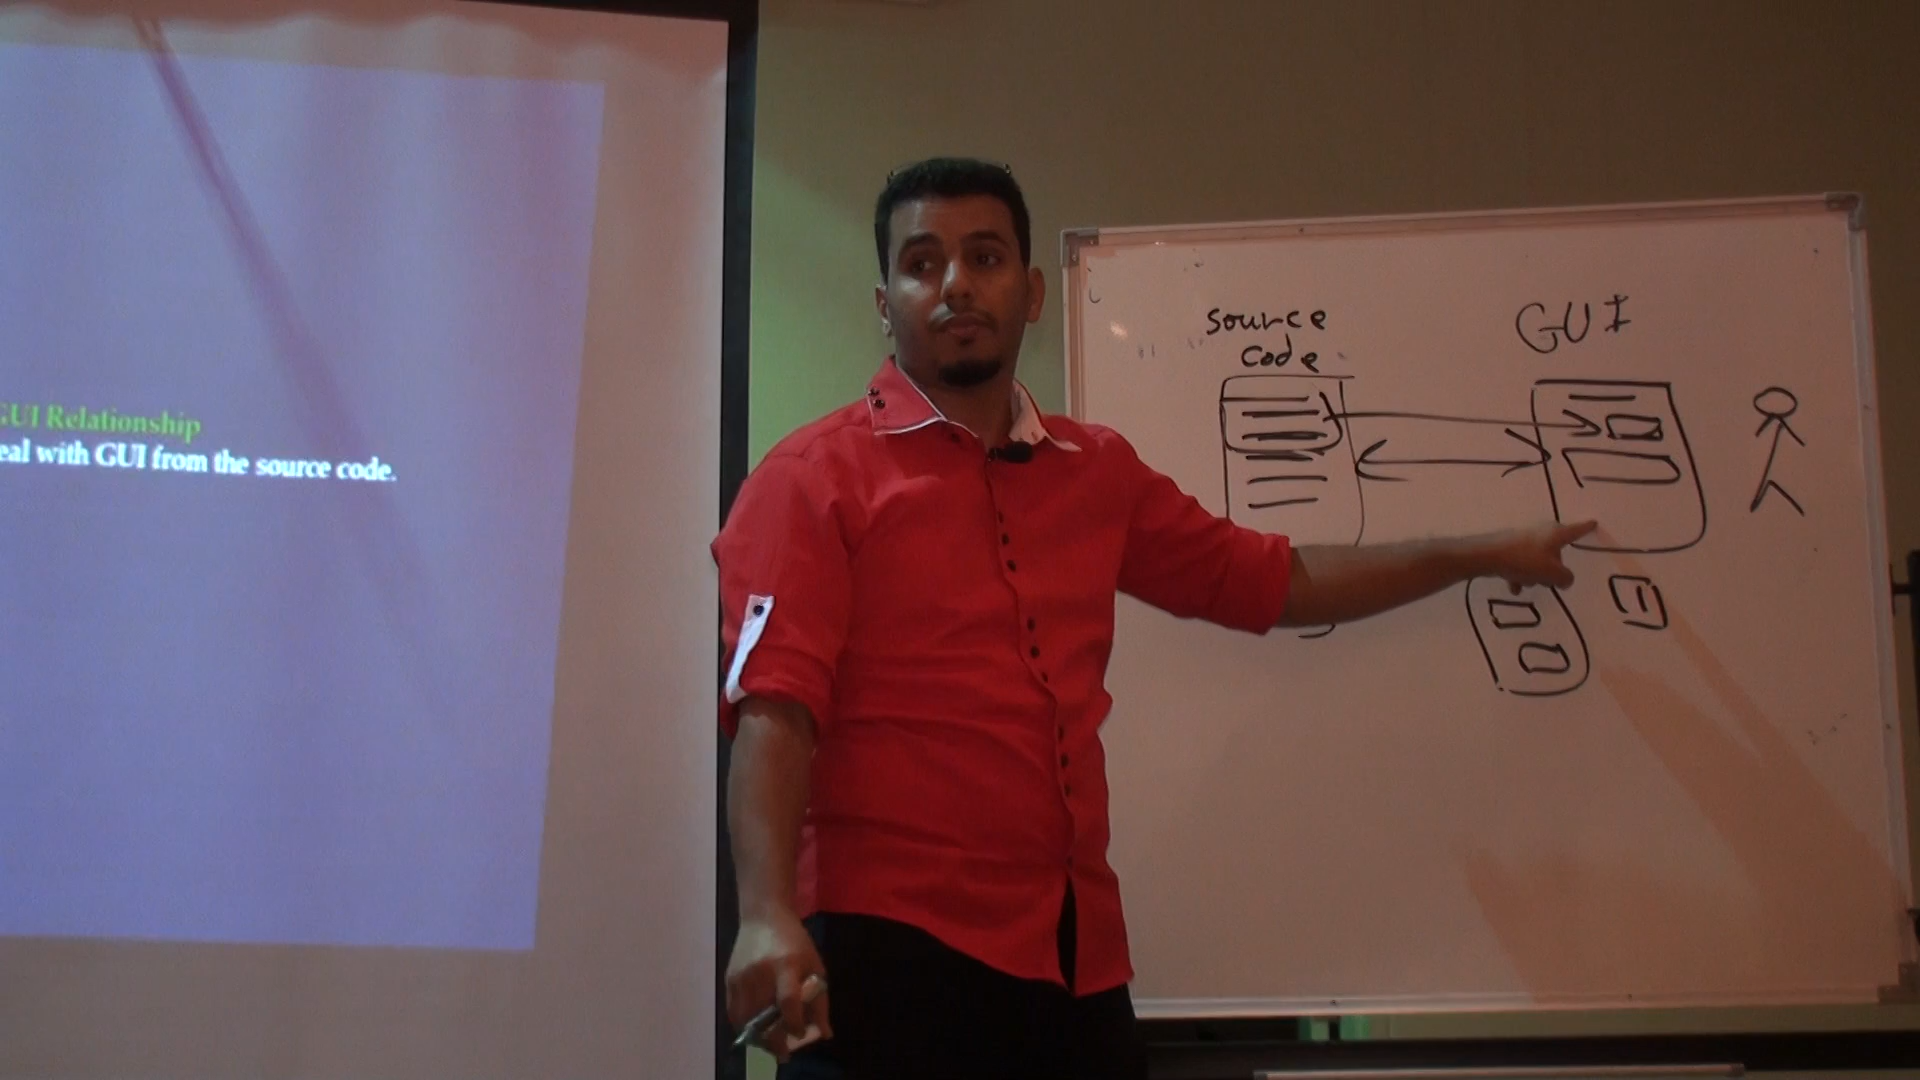 GUI Relationship
eal with GUI from the source code.
source
code
GUI